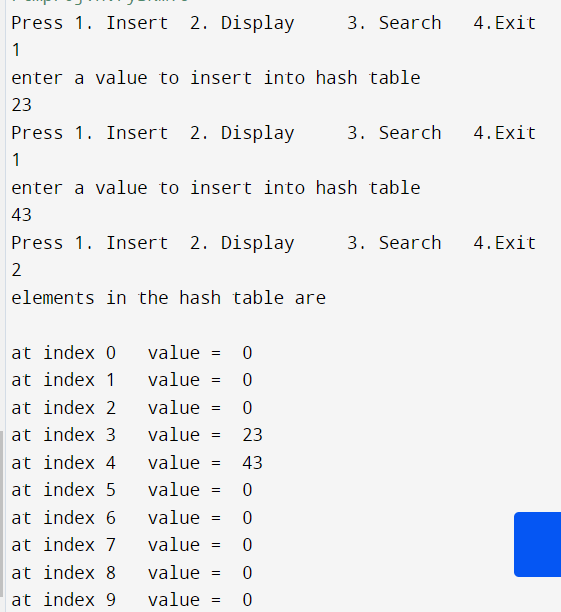 Press 1. Insert  2. Display     3. Search   4.Exit
1
enter a value to insert into hash table
23
Press 1. Insert  2. Display     3. Search   4.Exit
1
enter a value to insert into hash table
43
Press 1. Insert  2. Display     3. Search   4.Exit
2
elements in the hash table are

at index 0   value =  0
at index 1   value =  0
at index 2   value =  0
at index 3   value =  23
at index 4   value =  43
at index 5   value =  0
at index 6   value =  0
at index 7   value =  0
at index 8   value =  0
at index 9   value =  0